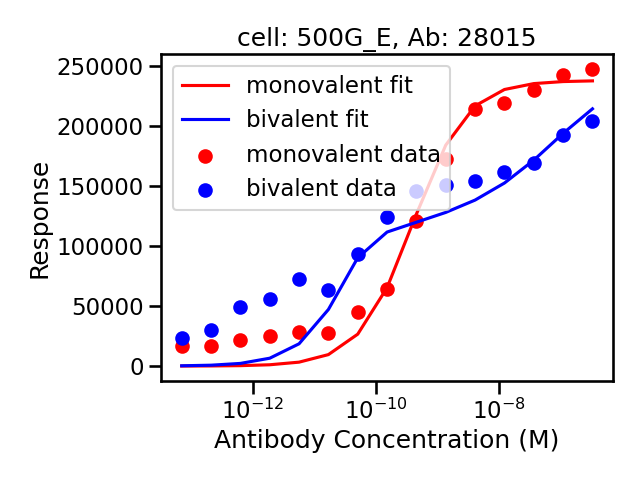 cell: 500G_E, Ab: 28015
monovalent fit
bivalent fit
monovalent data
bivalent data
Response
250000
200000
150000
100000
50000
0
10⁻¹² 10⁻¹⁰ 10⁻⁸
Antibody Concentration (M)